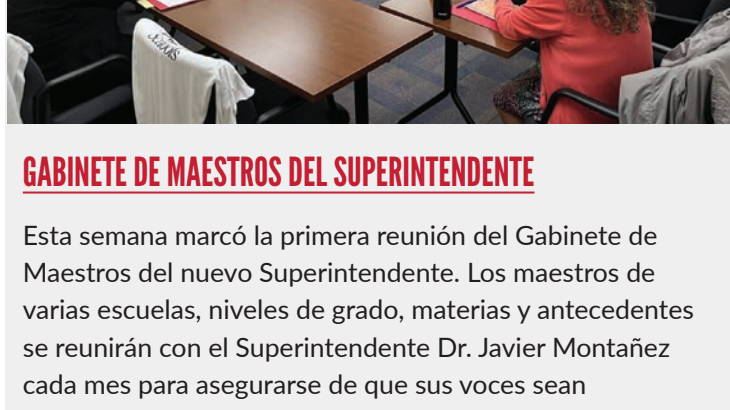 GABINETE DE MAESTROS DEL SUPERINTENDENTE
Esta semana marcó la primera reunión del Gabinete de
Maestros del nuevo Superintendente. Los maestros de
varias escuelas, niveles de grado, materias y antecedentes
se reunirán con el Superintendente Dr. Javier Montañez
cada mes para asegurarse de que sus voces sean